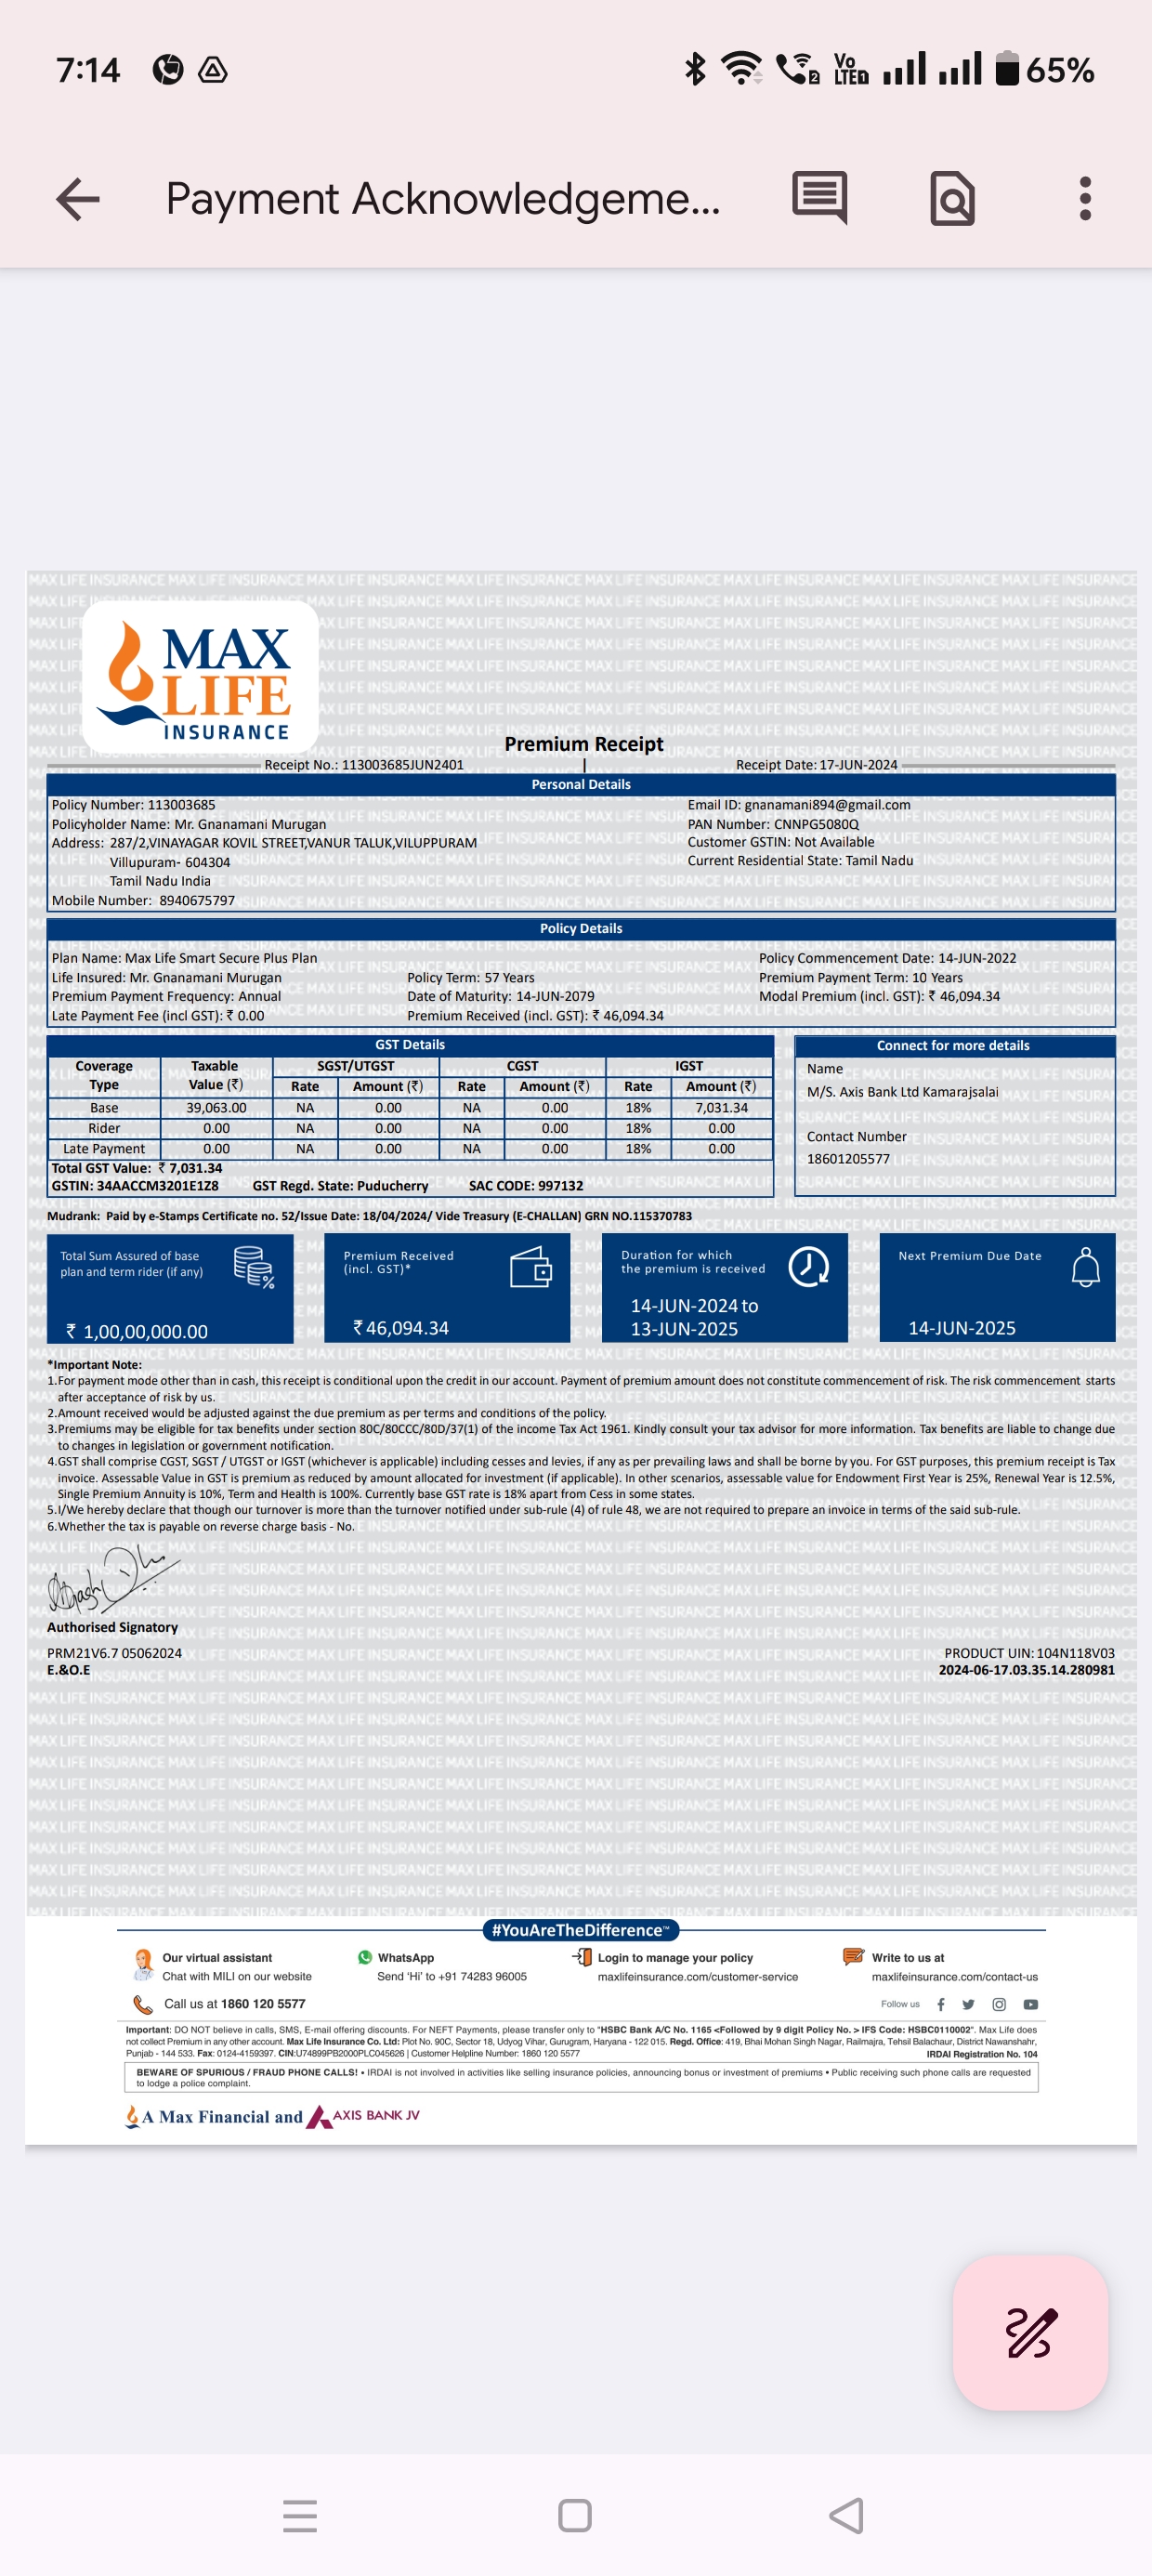 7:14
Vo
LTE1
2
65%
Payment Acknowledgeme...
MAX
LIFE
INSURANCE
Premium Receipt
Receipt No.: 113003685JUN2401 | Receipt Date: 17-JUN-2024
Personal Details
Policy Number: 113003685 Email ID: gnanamani894@gmail.com
Policyholder Name: Mr. Gnanamani Murugan PAN Number: CNNPG5080Q
Address: 287/2,VINAYAGAR KOVIL STREET,VANUR TALUK,VILUPPURAM Customer GSTIN: Not Available
Villupuram- 604304 Current Residential State: Tamil Nadu
Tamil Nadu India
Mobile Number: 8940675797
Policy Details
Plan Name: Max Life Smart Secure Plus Plan Policy Commencement Date: 14-JUN-2022
Life Insured: Mr. Gnanamani Murugan Policy Term: 57 Years Premium Payment Term: 10 Years
Premium Payment Frequency: Annual Date of Maturity: 14-JUN-2079 Modal Premium (incl. GST): ₹ 46,094.34
Late Payment Fee (incl GST): ₹ 0.00 Premium Received (incl. GST): ₹ 46,094.34
GST Details
Coverage Type Taxable Value (₹) SGST/UTGST CGST IGST
Rate Amount (₹) Rate Amount (₹) Rate Amount (₹)
Base 39,063.00 NA 0.00 NA 0.00 18% 7,031.34
Rider 0.00 NA 0.00 NA 0.00 18% 0.00
Late Payment 0.00 NA 0.00 NA 0.00 18% 0.00
Total GST Value: ₹ 7,031.34
GSTIN: 34AACCM3201E1Z8 GST Regd. State: Puducherry SAC CODE: 997132
Connect for more details
Name
M/S. Axis Bank Ltd Kamarajsalai
Contact Number
18601205577
Mudrank: Paid by e-Stamps Certificate no. 52/Issue Date: 18/04/2024/ Vide Treasury (E-CHALLAN) GRN NO.115370783
Total Sum Assured of base
plan and term rider (if any)
₹ 1,00,00,000.00
Premium Received
(incl. GST)*
₹ 46,094.34
Duration for which
the premium is received
14-JUN-2024 to
13-JUN-2025
Next Premium Due Date
14-JUN-2025
*Important Note:
1.For payment mode other than in cash, this receipt is conditional upon the credit in our account. Payment of premium amount does not constitute commencement of risk. The risk commencement starts
after acceptance of risk by us.
2.Amount received would be adjusted against the due premium as per terms and conditions of the policy.
3.Premiums may be eligible for tax benefits under section 80C/80CCC/80D/37(1) of the income Tax Act 1961. Kindly consult your tax advisor for more information. Tax benefits are liable to change due
to changes in legislation or government notification.
4.GST shall comprise CGST, SGST / UTGST or IGST (whichever is applicable) including cesses and levies, if any as per prevailing laws and shall be borne by you. For GST purposes, this premium receipt is Tax
invoice. Assessable Value in GST is premium as reduced by amount allocated for investment (if applicable). In other scenarios, assessable value for Endowment First Year is 25%, Renewal Year is 12.5%,
Single Premium Annuity is 10%, Term and Health is 100%. Currently base GST rate is 18% apart from Cess in some states.
5.I/We hereby declare that though our turnover is more than the turnover notified under sub-rule (4) of rule 48, we are not required to prepare an invoice in terms of the said sub-rule.
6.Whether the tax is payable on reverse charge basis - No.
Authorised Signatory
PRM21V6.7 05062024 PRODUCT UIN: 104N118V03
E.&O.E 2024-06-17.03.35.14.280981
#YouAreTheDifference™
Our virtual assistant
Chat with MILI on our website
WhatsApp
Send ‘Hi’ to +91 74283 96005
Login to manage your policy
maxlifeinsurance.com/customer-service
Write to us at
maxlifeinsurance.com/contact-us
Call us at 1860 120 5577
Follow us
Important: DO NOT believe in calls, SMS, E-mail offering discounts. For NEFT Payments, please transfer only to "HSBC Bank A/C No. 1165 <Followed by 9 digit Policy No. > IFS Code: HSBC0110002". Max Life does
not collect Premium in any other account. Max Life Insurance Co. Ltd: Plot No. 90C, Sector 18, Udyog Vihar, Gurugram, Haryana - 122 015. Regd. Office: 419, Bhai Mohan Singh Nagar, Railmajra, Tehsil Balachaur, District Nawanshahr,
Punjab - 144 533. Fax: 0124-4159397. CIN:U74899PB2000PLC045626 | Customer Helpline Number: 1860 120 5577 IRDAI Registration No. 104
BEWARE OF SPURIOUS / FRAUD PHONE CALLS! • IRDAI is not involved in activities like selling insurance policies, announcing bonus or investment of premiums • Public receiving such phone calls are requested
to lodge a police complaint.
A Max Financial and AXIS BANK JV